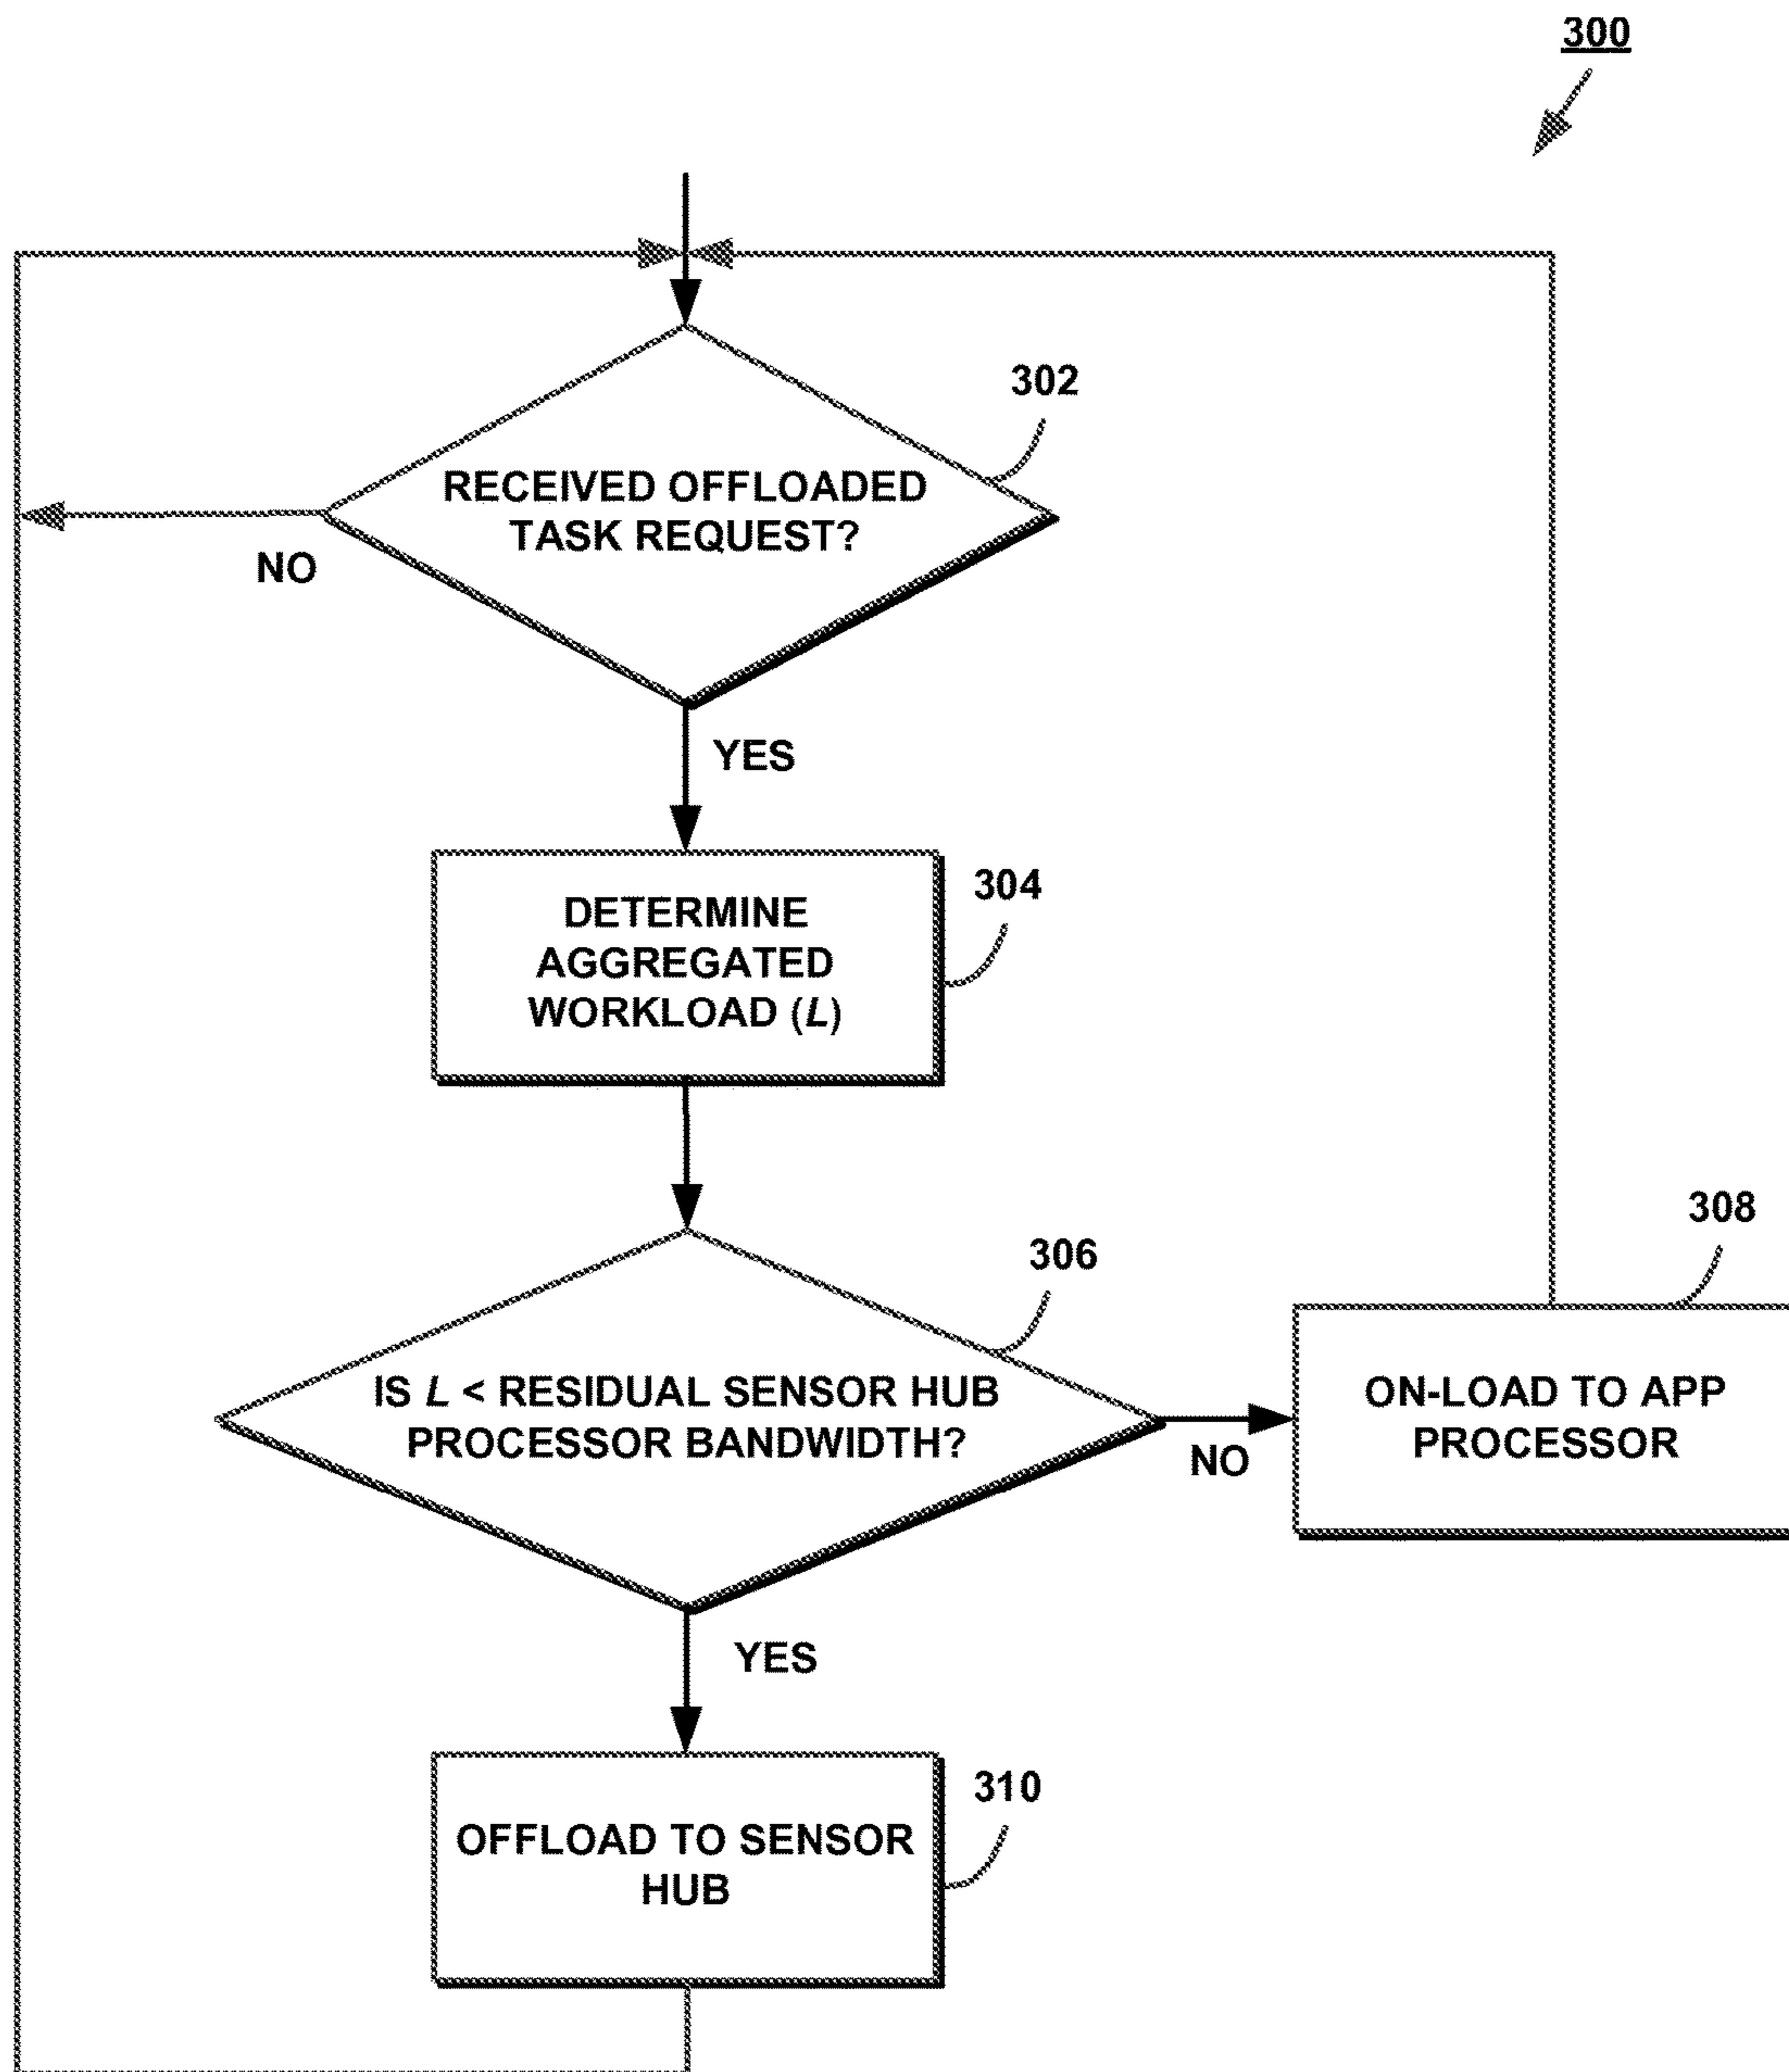 300
302
RECEIVED OFFLOADED
TASK REQUEST?
NO
YES
304
DETERMINE
AGGREGATED
WORKLOAD (L)
306
IS L < RESIDUAL SENSOR HUB
PROCESSOR BANDWIDTH?
NO
308
ON-LOAD TO APP
PROCESSOR
YES
310
OFFLOAD TO SENSOR
HUB